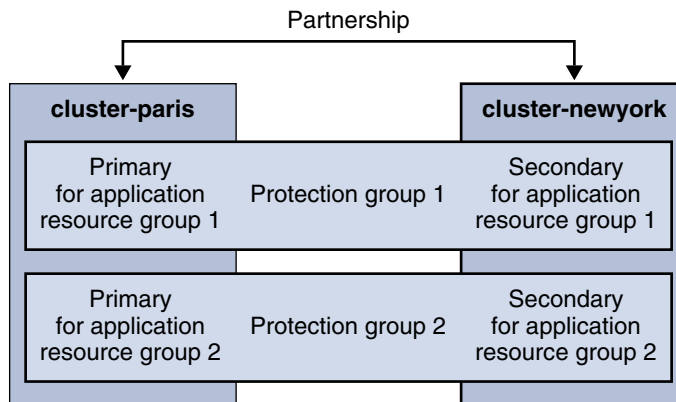 Partnership
cluster-paris
cluster-newyork
Primary
for application
resource group 1
Protection group 1
Secondary
for application
resource group 1
Primary
for application
resource group 2
Protection group 2
Secondary
for application
resource group 2